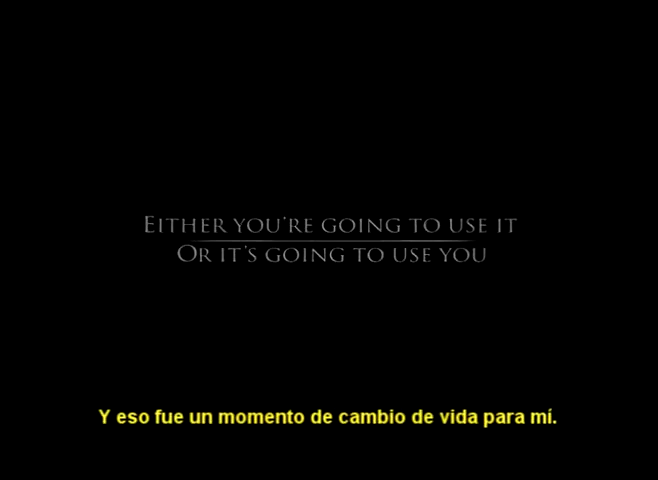 EITHER YOU'RE GOING TO USE IT
OR IT'S GOING TO USE YOU
Y eso fue un momento de cambio de vida para mí.